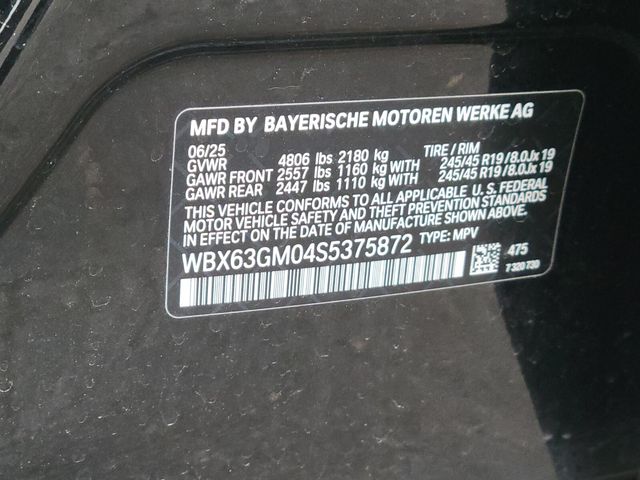 MFD BY BAYERISCHE MOTOREN WERKE AG
06/25 TIRE / RIM
GVWR 4806 lbs 2180 kg
GAWR FRONT 2557 lbs 1160 kg WITH 245/45 R19 / 8.0Jx 19
GAWR REAR 2447 lbs 1110 kg WITH 245/45 R19 / 8.0Jx 19
THIS VEHICLE CONFORMS TO ALL APPLICABLE U. S. FEDERAL
MOTOR VEHICLE SAFETY AND THEFT PREVENTION STANDARDS
IN EFFECT ON THE DATE OF MANUFACTURE SHOWN ABOVE.
WBX63GM04S5375872 TYPE: MPV
475
7 320 730